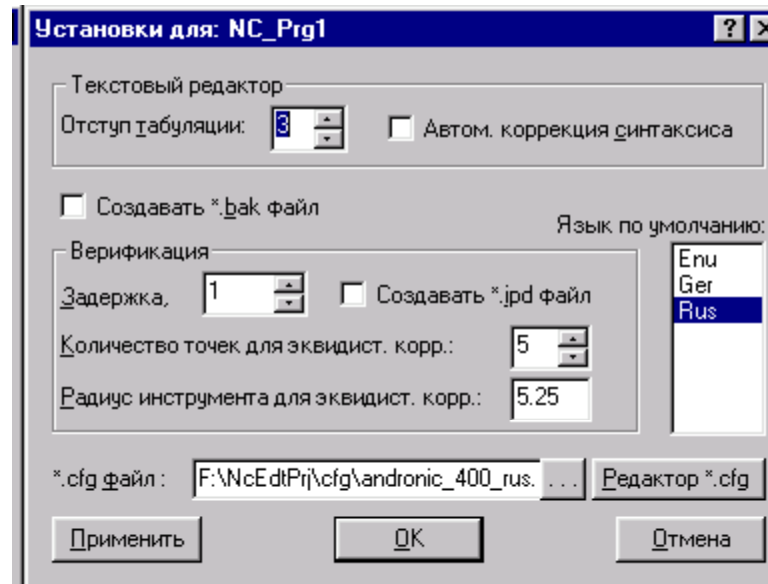 Установки для: NC_Prg1
Текстовый редактор
Отступ табуляции: 3 Автом. коррекция синтаксиса
Создавать *.bak файл
Язык по умолчанию:
Верификация
Enu
Ger
Rus
Задержка, 1 Создавать *.ipd файл
Количество точек для эквидист. корр.: 5
Радиус инструмента для эквидист. корр.: 5.25
*.cfg файл : F:\NcEdtPrj\cfg\andronic_400_rus. ... Редактор *.cfg
Применить OK Отмена